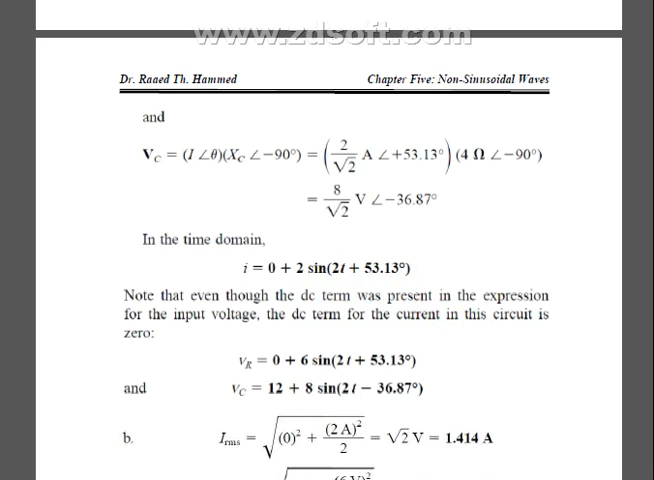 www.zdsoft.com
Dr. Raaed Th. Hammed Chapter Five: Non-Sinusoidal Waves
and
V_C = (I ∠θ)(X_C ∠−90°) = (2/√2 A ∠+53.13°)(4 Ω ∠−90°)
= 8/√2 V ∠−36.87°
In the time domain,
i = 0 + 2 sin(2t + 53.13°)
Note that even though the dc term was present in the expression
for the input voltage, the dc term for the current in this circuit is
zero:
v_R = 0 + 6 sin(2t + 53.13°)
and v_C = 12 + 8 sin(2t − 36.87°)
b. I_rms = √((0)² + (2 A)²/2) = √2 V = 1.414 A